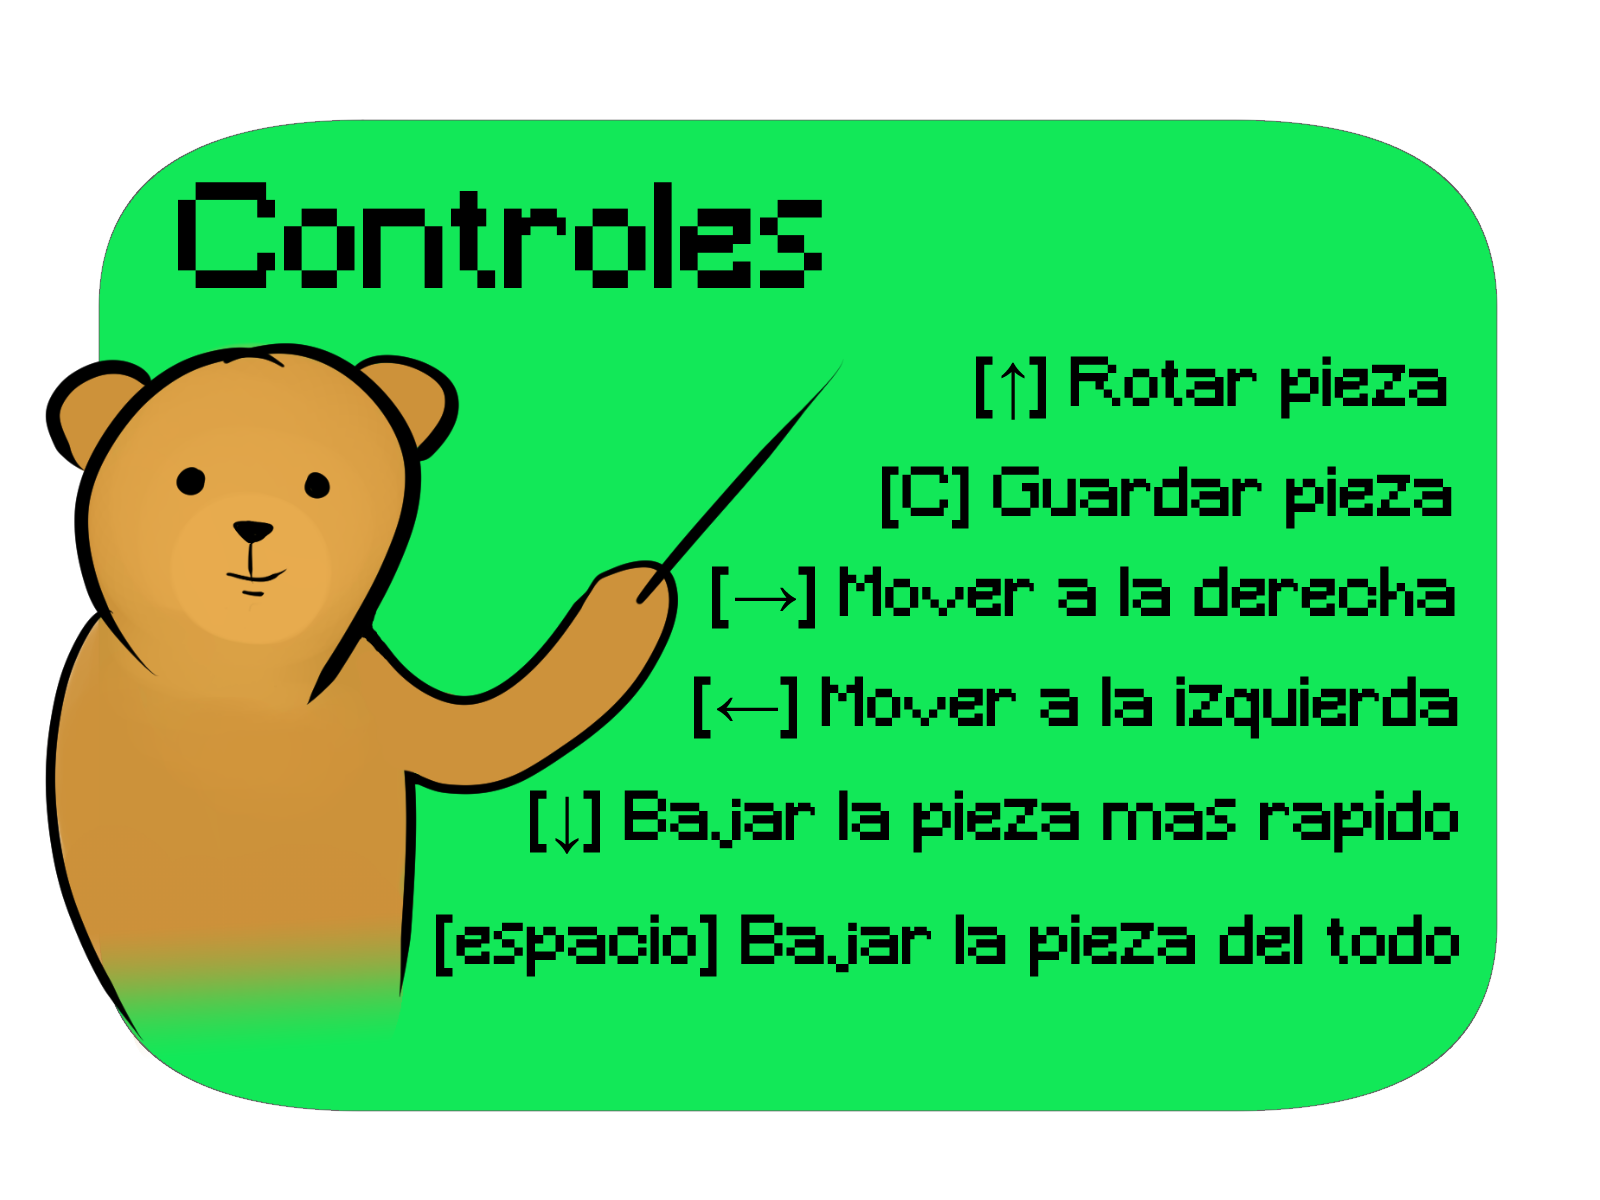 Controles
[↑] Rotar pieza
[C] Guardar pieza
[→] Mover a la derecha
[←] Mover a la izquierda
[↓] Bajar la pieza mas rapido
[espacio] Bajar la pieza del todo